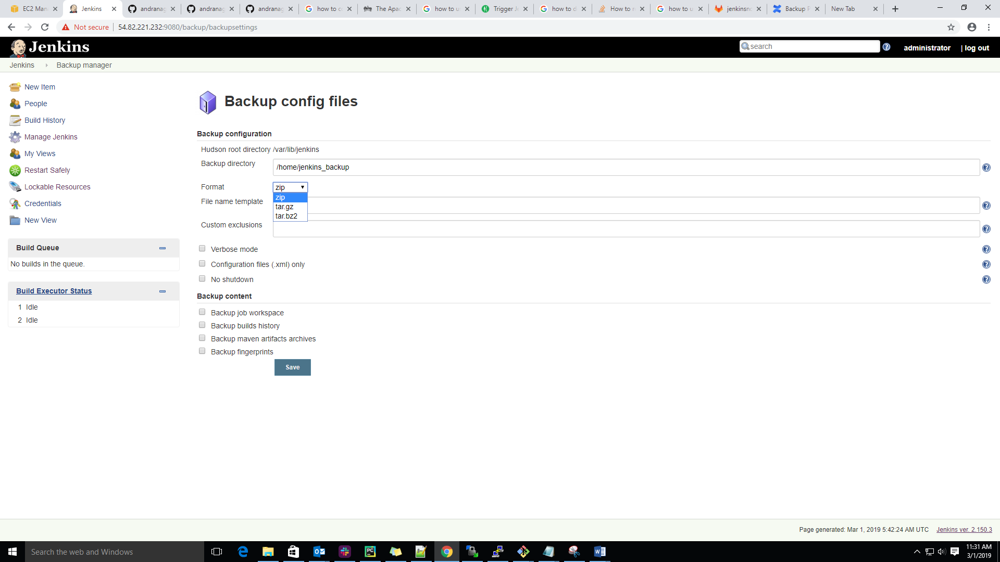 EC2 Man
Jenkins
andranag
andranag
andranag
how to c
The Apac
how to u
Trigger Je
how to d
How to r
how to u
jenkinsno
Backup P
New Tab
Not secure
54.82.221.232:9080/backup/backupsettings
Jenkins
search
administrator
| log out
Jenkins
Backup manager
New Item
People
Build History
Manage Jenkins
My Views
Restart Safely
Lockable Resources
Credentials
New View
Build Queue
No builds in the queue.
Build Executor Status
1 Idle
2 Idle
Backup config files
Backup configuration
Hudson root directory /var/lib/jenkins
Backup directory
/home/jenkins_backup
Format
zip
zip
tar.gz
tar.bz2
File name template
Custom exclusions
Verbose mode
Configuration files (.xml) only
No shutdown
Backup content
Backup job workspace
Backup builds history
Backup maven artifacts archives
Backup fingerprints
Save
Page generated: Mar 1, 2019 5:42:24 AM UTC
Jenkins ver. 2.150.3
Search the web and Windows
11:31 AM
3/1/2019